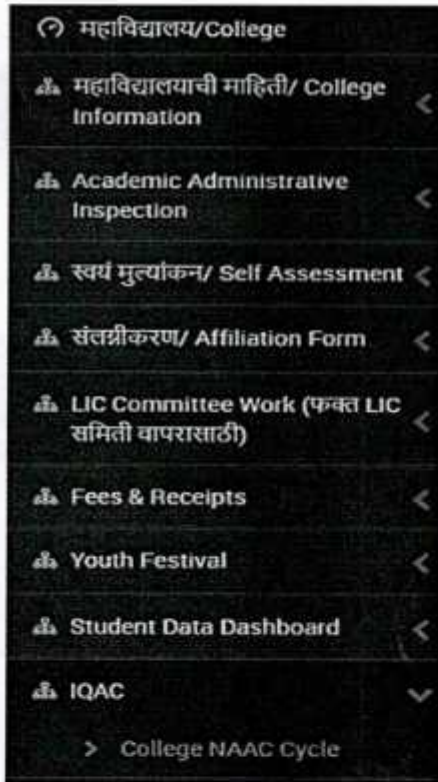 महाविद्यालय/College
महाविद्यालयाची माहिती/ College
Information
Academic Administrative
Inspection
स्वयं मुल्यांकन/ Self Assessment
संलग्नीकरण/ Affiliation Form
LIC Committee Work (फक्त LIC
समिती वापरासाठी)
Fees & Receipts
Youth Festival
Student Data Dashboard
IQAC
College NAAC Cycle